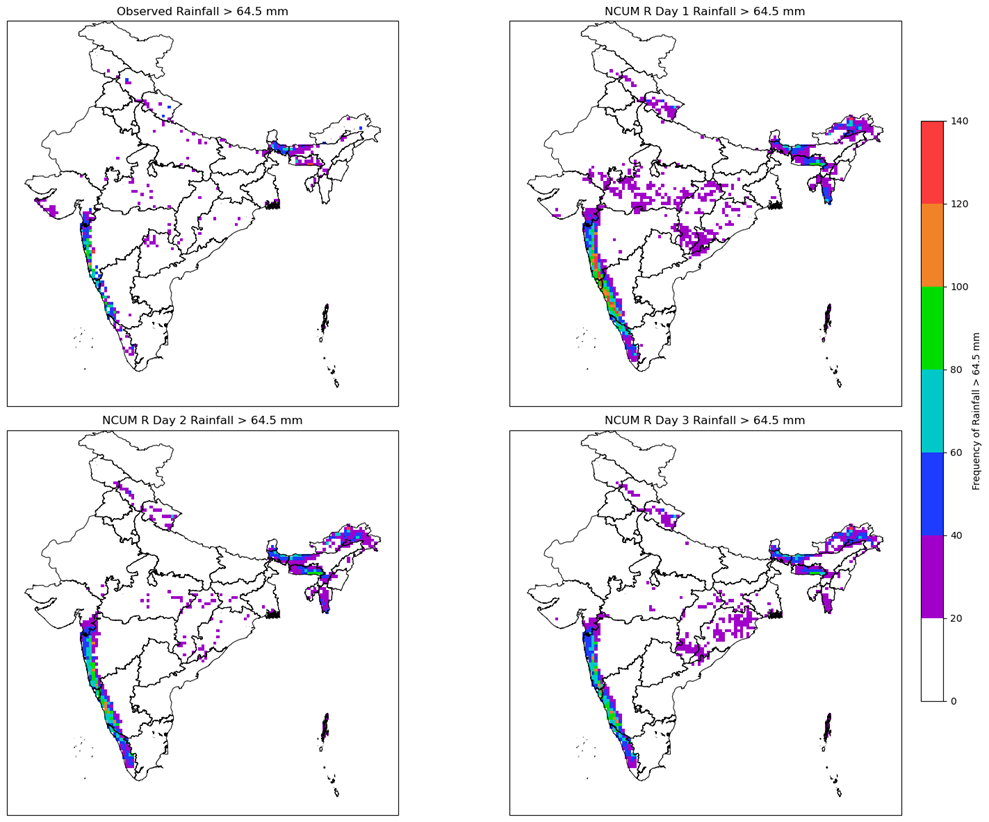 Observed Rainfall > 64.5 mm
NCUM R Day 1 Rainfall > 64.5 mm
NCUM R Day 2 Rainfall > 64.5 mm
NCUM R Day 3 Rainfall > 64.5 mm
140
120
100
80
60
40
20
0
Frequency of Rainfall > 64.5 mm